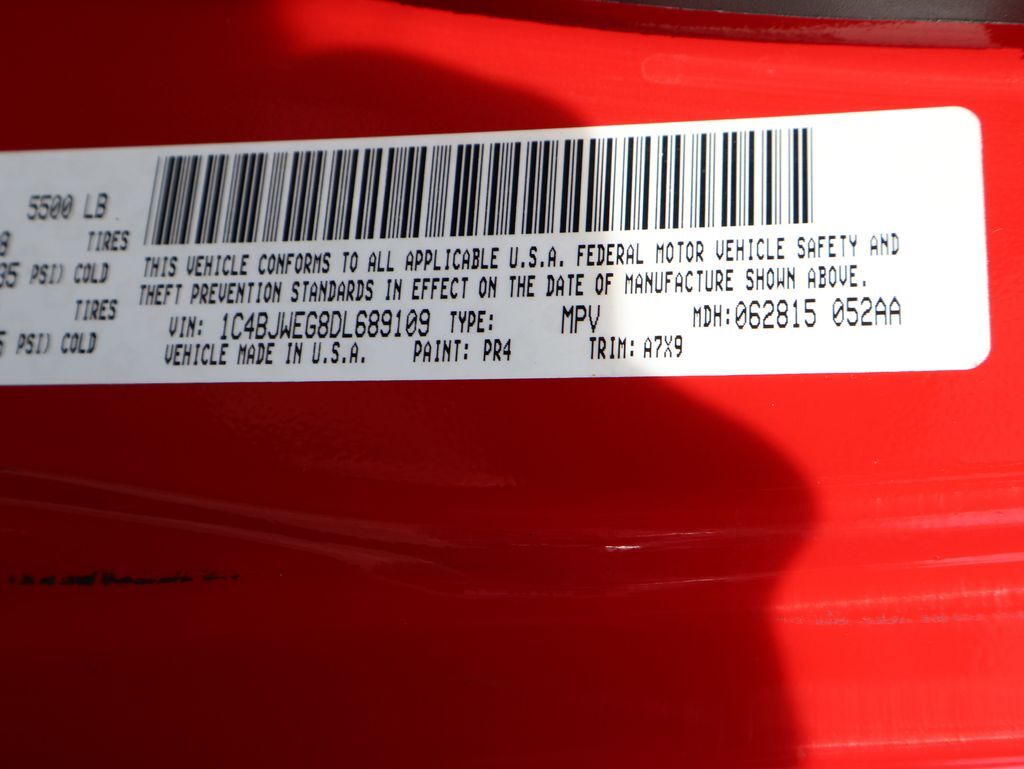 5500 LB
TIRES
35 PSI) COLD
TIRES
PSI) COLD
THIS VEHICLE CONFORMS TO ALL APPLICABLE U.S.A. FEDERAL MOTOR VEHICLE SAFETY AND
THEFT PREVENTION STANDARDS IN EFFECT ON THE DATE OF MANUFACTURE SHOWN ABOVE.
VIN: 1C4BJWEG8DL689109 TYPE: MPV MDH:062815 052AA
VEHICLE MADE IN U.S.A. PAINT: PR4 TRIM: A7X9